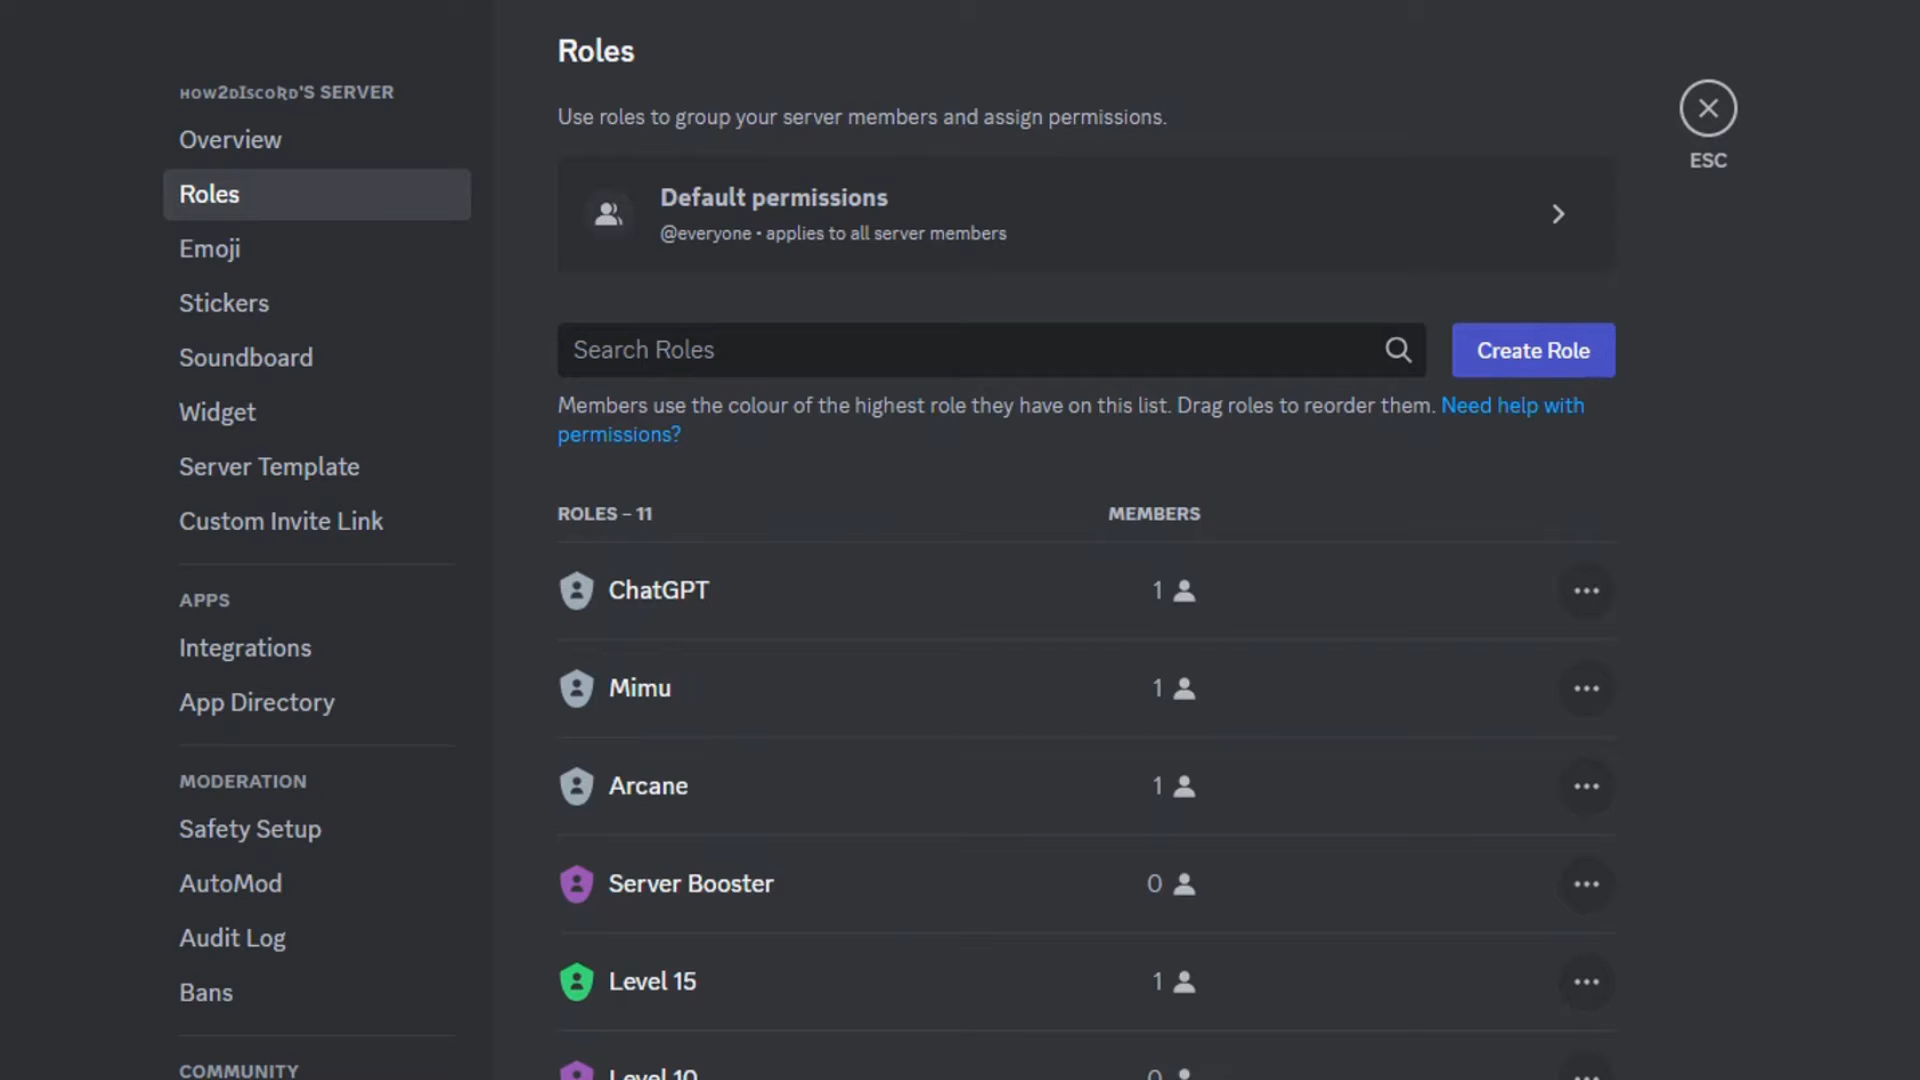 ʜᴏᴡ2ᴅIꜱᴄᴏʀᴅ'S SERVER
Overview
Roles
Emoji
Stickers
Soundboard
Widget
Server Template
Custom Invite Link
APPS
Integrations
App Directory
MODERATION
Safety Setup
AutoMod
Audit Log
Bans
COMMUNITY
Roles
Use roles to group your server members and assign permissions.
Default permissions
@everyone • applies to all server members
Search Roles
Create Role
Members use the colour of the highest role they have on this list. Drag roles to reorder them. Need help with
permissions?
ROLES – 11 MEMBERS
ChatGPT 1
Mimu 1
Arcane 1
Server Booster 0
Level 15 1
Level 10 0
ESC